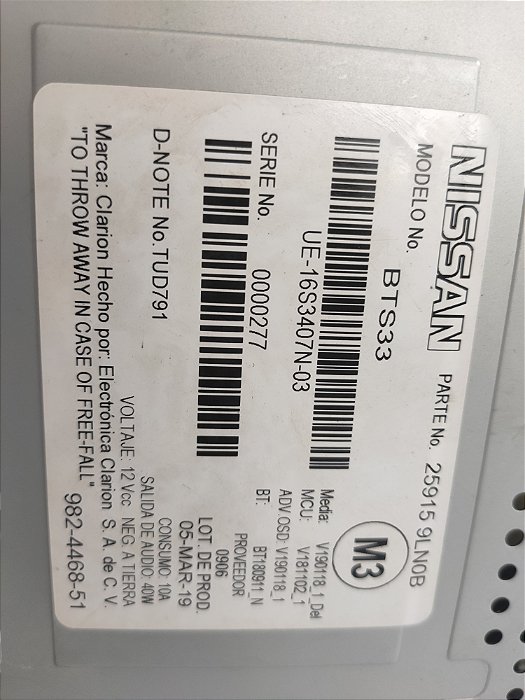 NISSAN
PARTE No. 25915 9LN0B
MODELO No.
BTS33
M3
UE-16S3407N-03
Media: V190118_1_Del
MCU: V181102_1
ADV OSD: V190118_1
BT: BT180911_N
SERIE No. 0000277
PROVEEDOR
0906
LOT. DE PROD.
05-MAR-19
D-NOTE No.TUD791
CONSUMO: 10A
SALIDA DE AUDIO: 40W
VOLTAJE: 12 Vcc NEG. A TIERRA
Marca: Clarion Hecho por: Electrónica Clarion S. A. de C. V.
"TO THROW AWAY IN CASE OF FREE-FALL" 982-4468-51